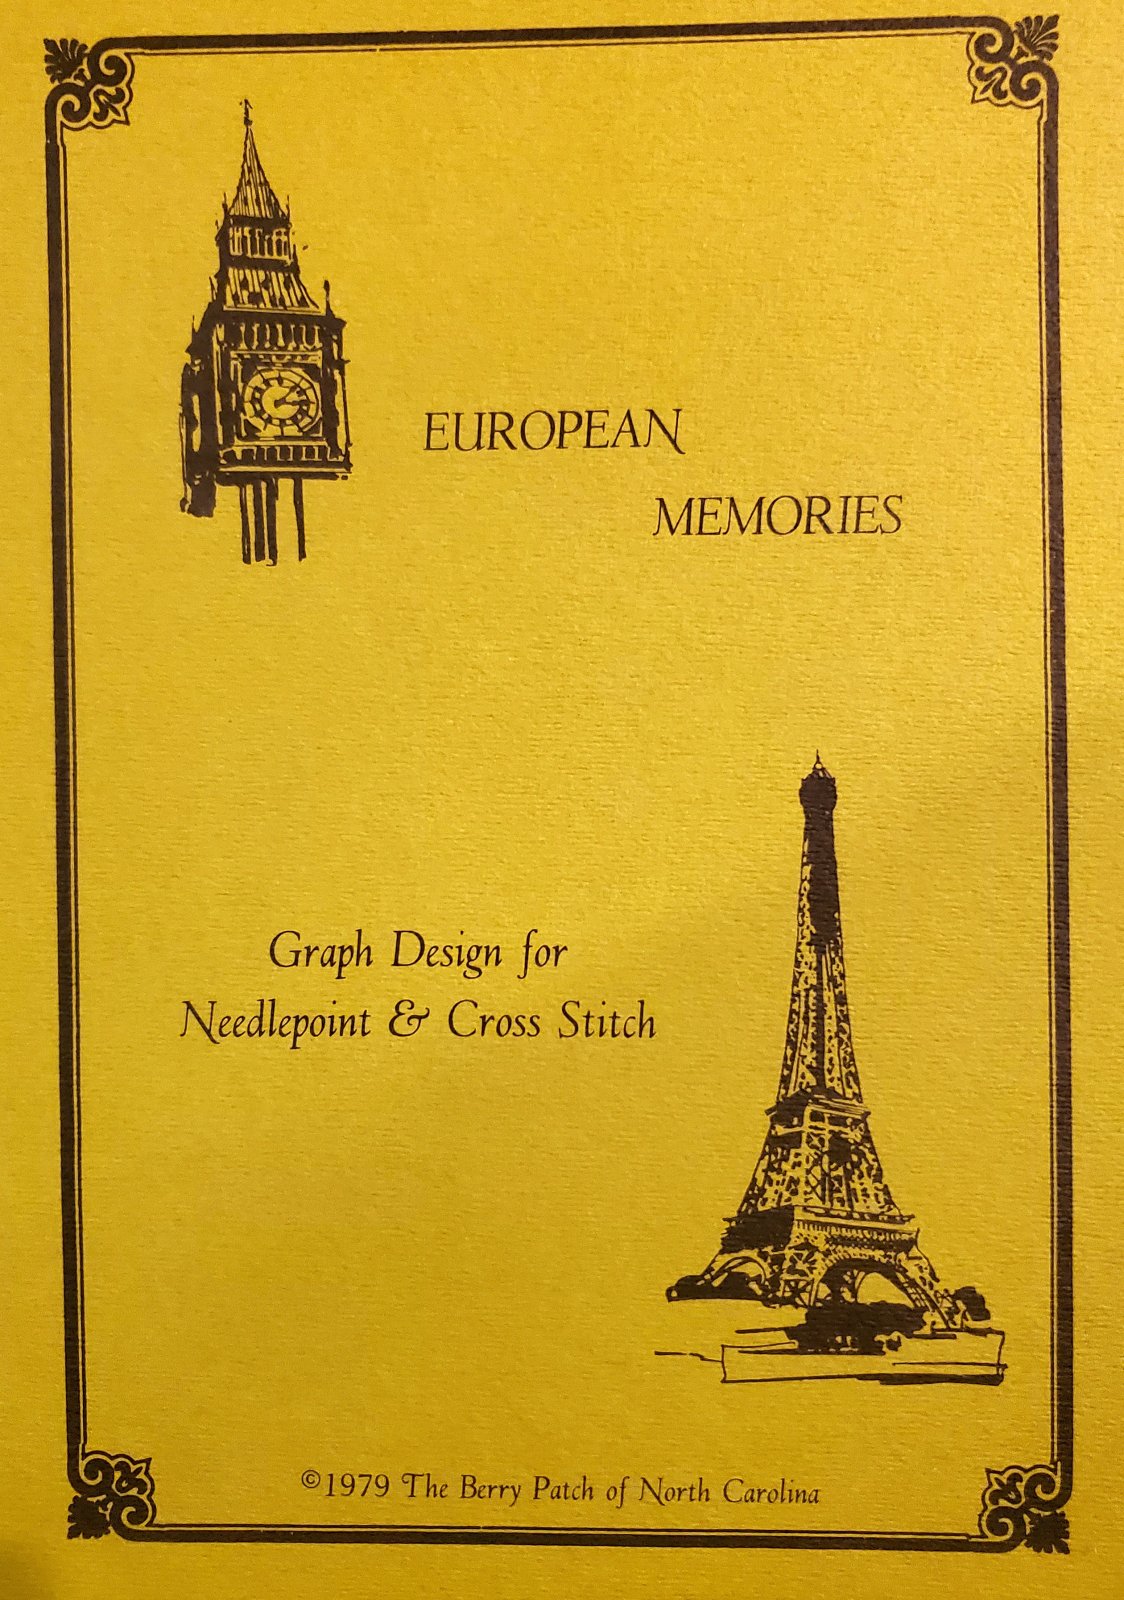 EUROPEAN
MEMORIES
Graph Design for
Needlepoint & Cross Stitch
©1979 The Berry Patch of North Carolina